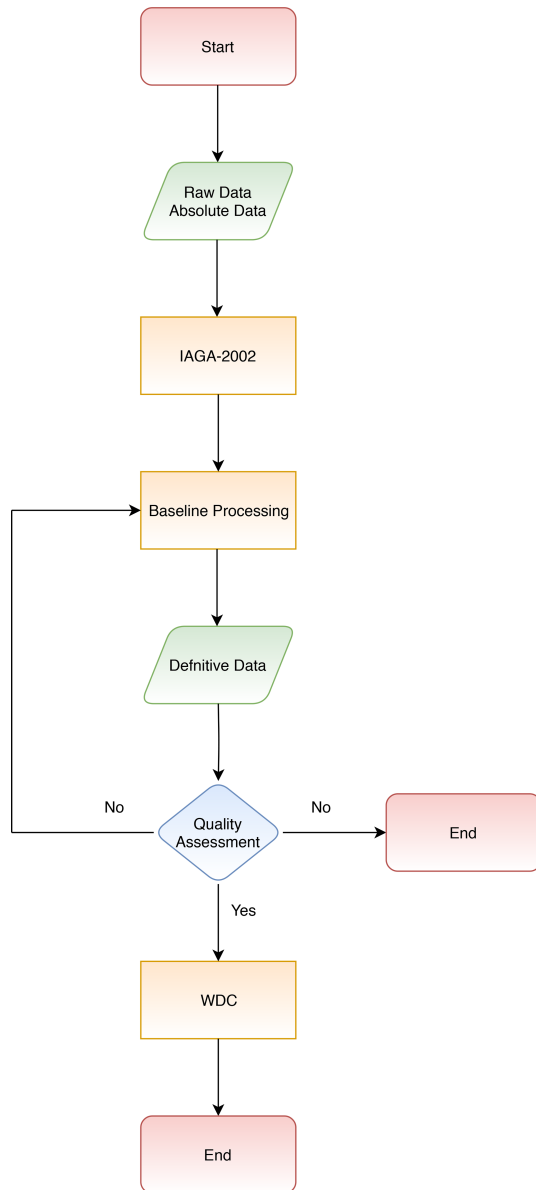 Start
Raw Data
Absolute Data
IAGA-2002
Baseline Processing
Defnitive Data
No
No
Quality
Assessment
End
Yes
WDC
End